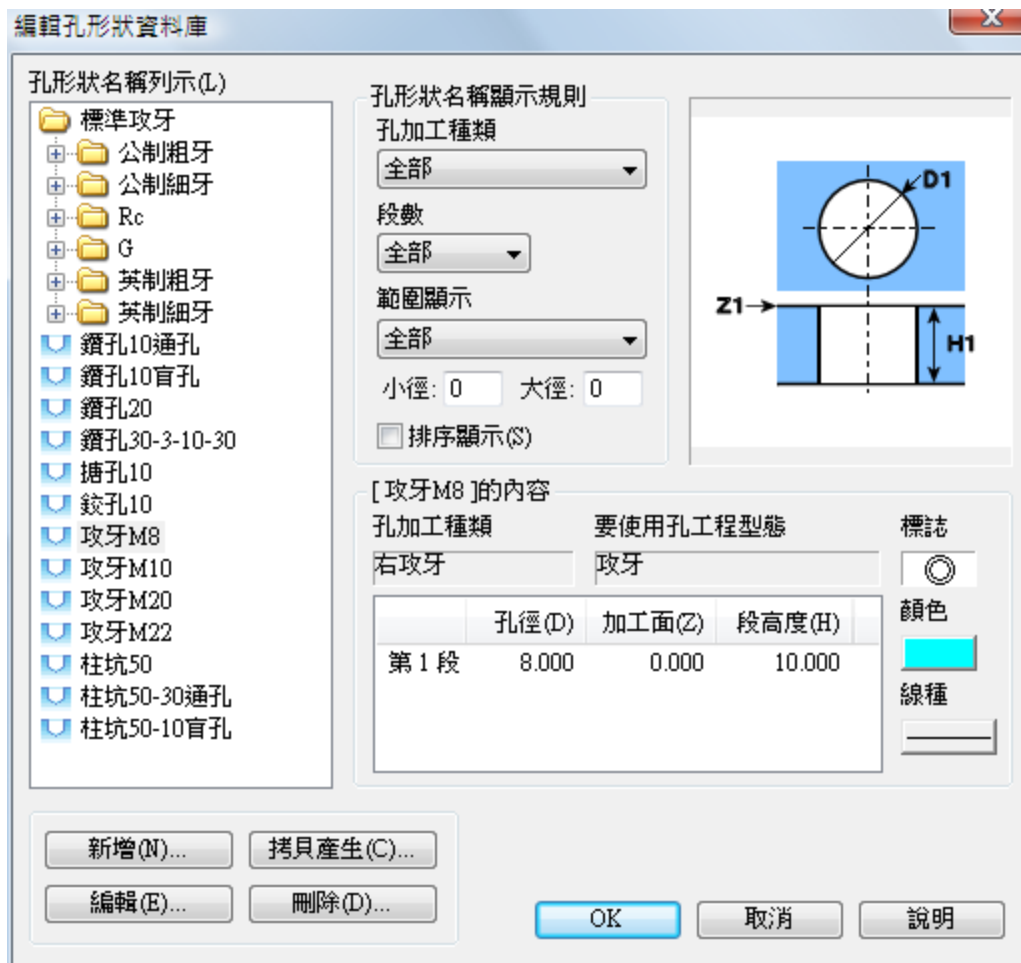 編輯孔形狀資料庫
孔形狀名稱列示(L)
標準攻牙
公制粗牙
公制細牙
Rc
G
英制粗牙
英制細牙
鑽孔10通孔
鑽孔10盲孔
鑽孔20
鑽孔30-3-10-30
搪孔10
鉸孔10
攻牙M8
攻牙M10
攻牙M20
攻牙M22
柱坑50
柱坑50-30通孔
柱坑50-10盲孔
孔形狀名稱顯示規則
孔加工種類
全部
段數
全部
範圍顯示
全部
小徑: 0 大徑: 0
排序顯示(S)
D1
Z1
H1
[ 攻牙M8 ]的內容
孔加工種類 要使用孔工程型態 標誌
右攻牙 攻牙
顏色
孔徑(D) 加工面(Z) 段高度(H)
第 1 段 8.000 0.000 10.000
線種
新增(N)... 拷貝產生(C)...
編輯(E)... 刪除(D)...
OK 取消 說明